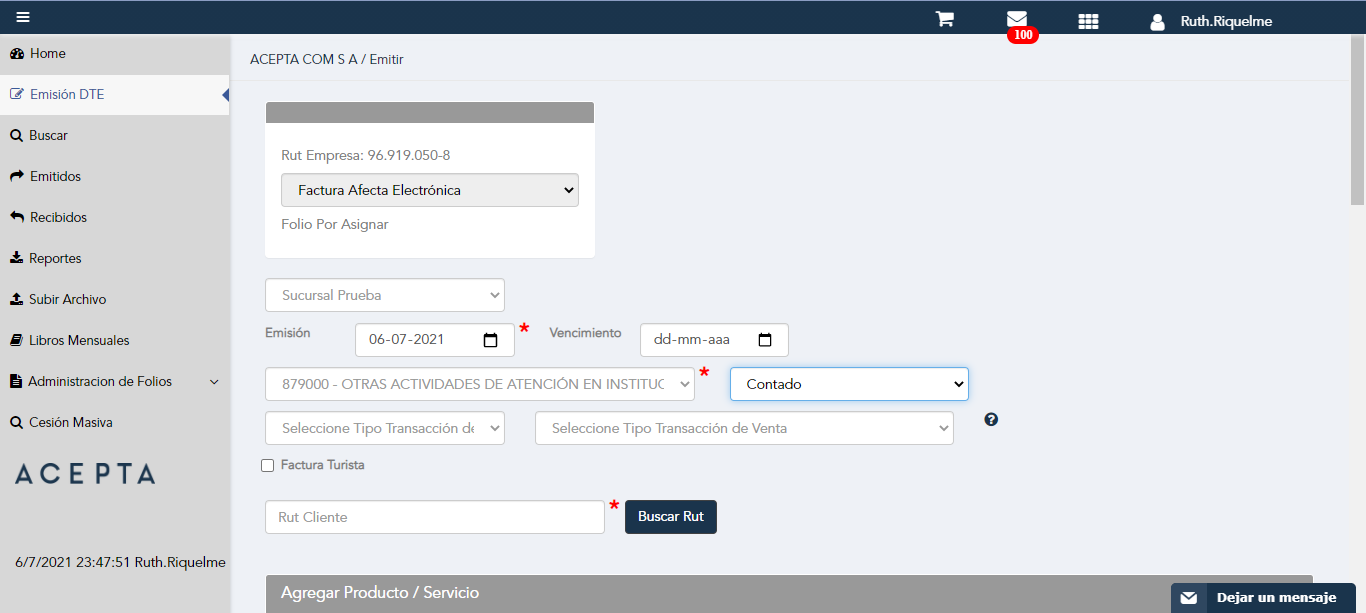 100
Ruth.Riquelme
Home
Emisión DTE
Buscar
Emitidos
Recibidos
Reportes
Subir Archivo
Libros Mensuales
Administracion de Folios
Cesión Masiva
ACEPTA
6/7/2021 23:47:51 Ruth.Riquelme
ACEPTA COM S A / Emitir
Rut Empresa: 96.919.050-8
Factura Afecta Electrónica
Folio Por Asignar
Sucursal Prueba
Emisión 06-07-2021 * Vencimiento dd-mm-aaa
879000 - OTRAS ACTIVIDADES DE ATENCIÓN EN INSTITUC * Contado
Seleccione Tipo Transacción de Seleccione Tipo Transacción de Venta ?
Factura Turista
Rut Cliente * Buscar Rut
Agregar Producto / Servicio
Dejar un mensaje